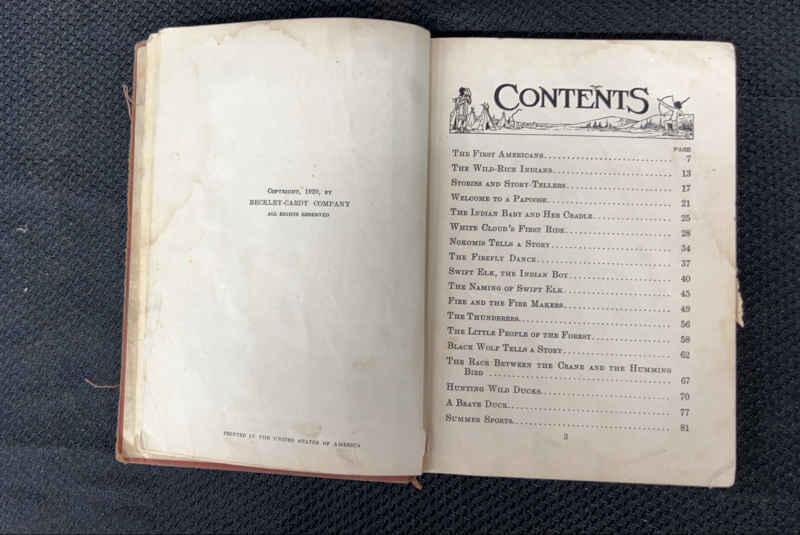 COPYRIGHT, 1920, BY
BECKLEY-CARDY COMPANY
ALL RIGHTS RESERVED
PRINTED IN THE UNITED STATES OF AMERICA
CONTENTS
PAGE
THE FIRST AMERICANS 7
THE WILD-RICE INDIANS 13
STORIES AND STORY-TELLERS 17
WELCOME TO A PAPOOSE 21
THE INDIAN BABY AND HER CRADLE 25
WHITE CLOUD'S FIRST RIDE 28
NOKOMIS TELLS A STORY 34
THE FIREFLY DANCE 37
SWIFT ELK, THE INDIAN BOY 40
THE NAMING OF SWIFT ELK 45
FIRE AND THE FIRE MAKERS 49
THE THUNDERERS 56
THE LITTLE PEOPLE OF THE FOREST 58
BLACK WOLF TELLS A STORY 62
THE RACE BETWEEN THE CRANE AND THE HUMMING
BIRD 67
HUNTING WILD DUCKS 70
A BRAVE DUCK 77
SUMMER SPORTS 81
3